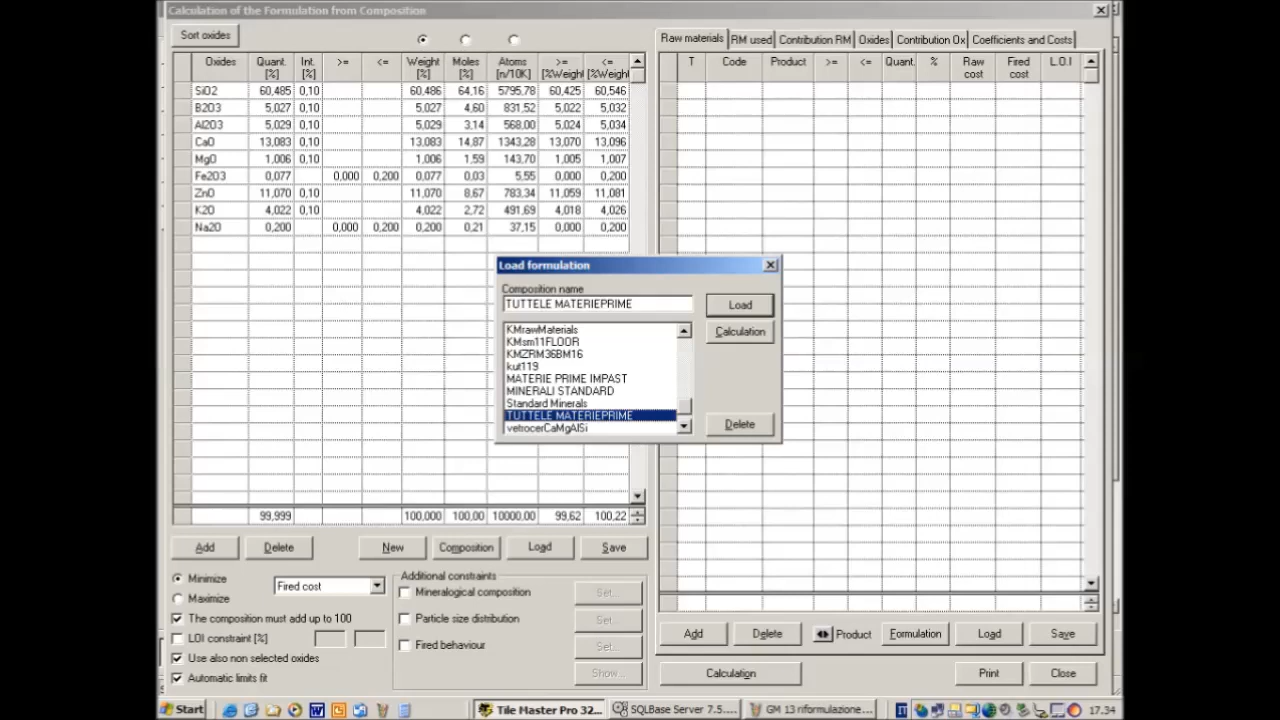 Calculation of the Formulation from Composition
Sort oxides
Oxides Quant. [%] Int. [%] >= <= Weight [%] Moles [%] Atoms [n/10K] >= [%Weight <= [%Weight
SiO2 60,485 0,10 60,486 64,16 5795,78 60,425 60,546
B2O3 5,027 0,10 5,027 4,60 831,52 5,022 5,032
Al2O3 5,029 0,10 5,029 3,14 568,00 5,024 5,034
CaO 13,083 0,10 13,083 14,87 1343,28 13,070 13,096
MgO 1,006 0,10 1,006 1,59 143,70 1,005 1,007
Fe2O3 0,077 0,000 0,200 0,077 0,03 5,55 0,000 0,200
ZnO 11,070 0,10 11,070 8,67 783,34 11,059 11,081
K2O 4,022 0,10 4,022 2,72 491,69 4,018 4,026
Na2O 0,200 0,000 0,200 0,200 0,21 37,15 0,000 0,200
99,999 100,000 100,00 10000,00 99,62 100,22
Add Delete New Composition Load Save
Minimize
Fired cost
Maximize
The composition must add up to 100
LOI constraint [%]
Use also non selected oxides
Automatic limits fit
Additional constraints
Mineralogical composition Set...
Particle size distribution Set...
Fired behaviour Set...
Show...
Raw materials RM used Contribution RM Oxides Contribution Ox Coefficients and Costs
T Code Product >= <= Quant. % Raw cost Fired cost L.O.I
Load formulation
Composition name
TUTTELE MATERIEPRIME
KMrawMaterials
KMsm11FLOOR
KMZRM36BM16
kut119
MATERIE PRIME IMPAST
MINERALI STANDARD
Standard Minerals
TUTTELE MATERIEPRIME
vetrocerCaMgAlSi
Load
Calculation
Delete
Add Delete Product Formulation Load Save
Calculation Print Close
Start Tile Master Pro 32... SQLBase Server 7.5.... GM 13 riformulazione... IT 17.34